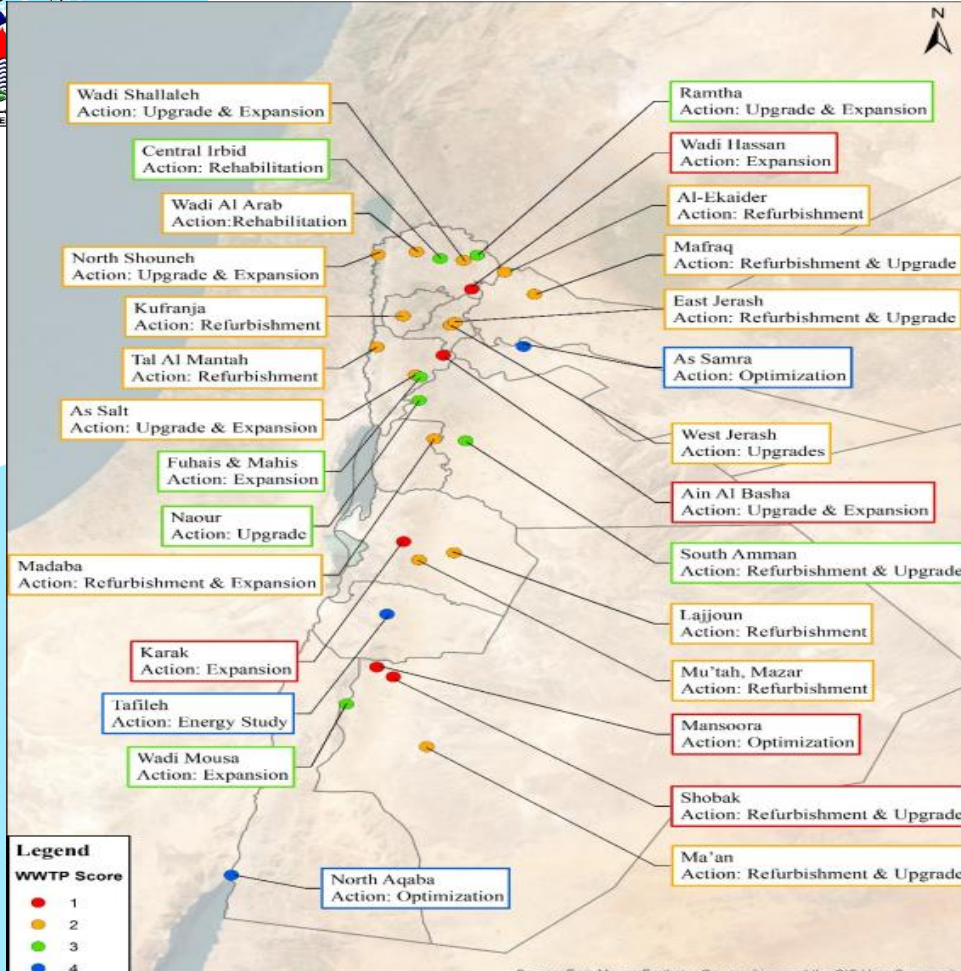 N
Wadi Shallaleh
Action: Upgrade & Expansion
Central Irbid
Action: Rehabilitation
Wadi Al Arab
Action:Rehabilitation
North Shouneh
Action: Upgrade & Expansion
Kufranja
Action: Refurbishment
Tal Al Mantah
Action: Refurbishment
As Salt
Action: Upgrade & Expansion
Fuhais & Mahis
Action: Expansion
Naour
Action: Upgrade
Madaba
Action: Refurbishment & Expansion
Karak
Action: Expansion
Tafileh
Action: Energy Study
Wadi Mousa
Action: Expansion
North Aqaba
Action: Optimization
Ramtha
Action: Upgrade & Expansion
Wadi Hassan
Action: Expansion
Al-Ekaider
Action: Refurbishment
Mafraq
Action: Refurbishment & Upgrade
East Jerash
Action: Refurbishment & Upgrade
As Samra
Action: Optimization
West Jerash
Action: Upgrades
Ain Al Basha
Action: Upgrade & Expansion
South Amman
Action: Refurbishment & Upgrade
Lajjoun
Action: Refurbishment
Mu'tah, Mazar
Action: Refurbishment
Mansoora
Action: Optimization
Shobak
Action: Refurbishment & Upgrade
Ma'an
Action: Refurbishment & Upgrade
Legend
WWTP Score
1
2
3
4